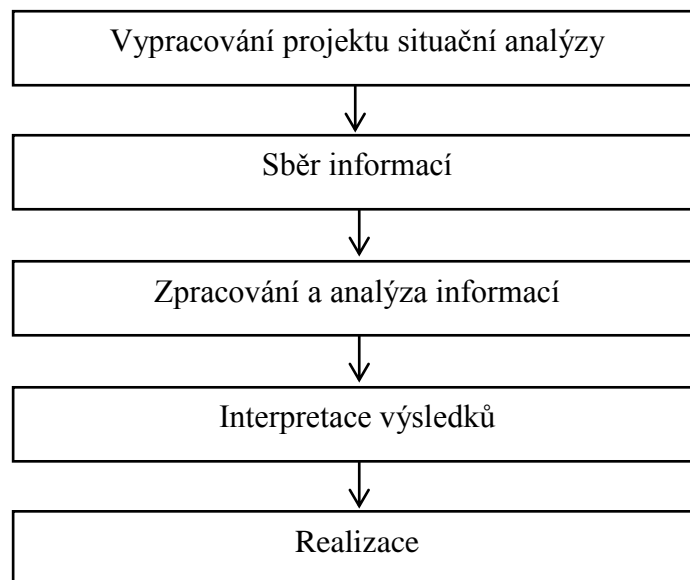 Vypracování projektu situační analýzy
Sběr informací
Zpracování a analýza informací
Interpretace výsledků
Realizace